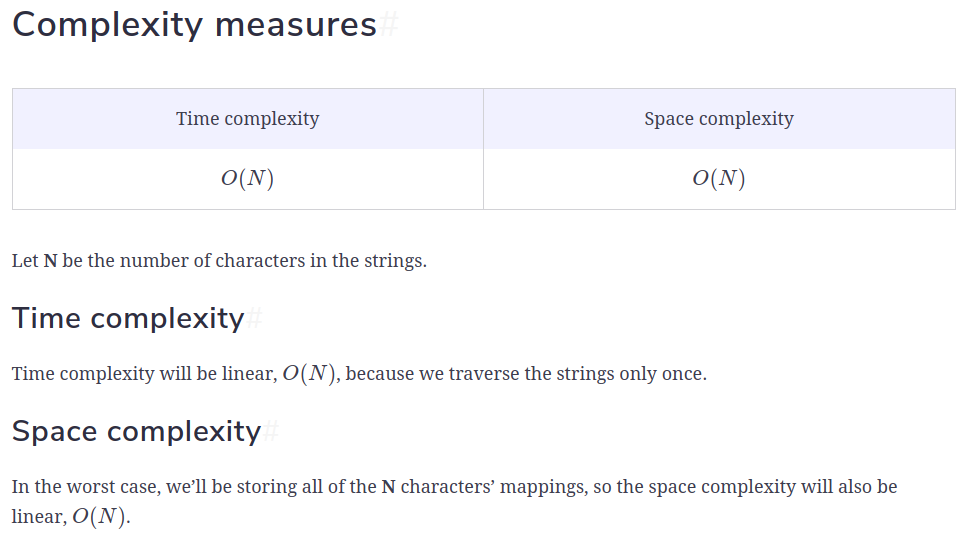 Complexity measures#
Time complexity
Space complexity
O(N)
O(N)
Let N be the number of characters in the strings.
Time complexity#
Time complexity will be linear, O(N), because we traverse the strings only once.
Space complexity#
In the worst case, we’ll be storing all of the N characters’ mappings, so the space complexity will also be
linear, O(N).